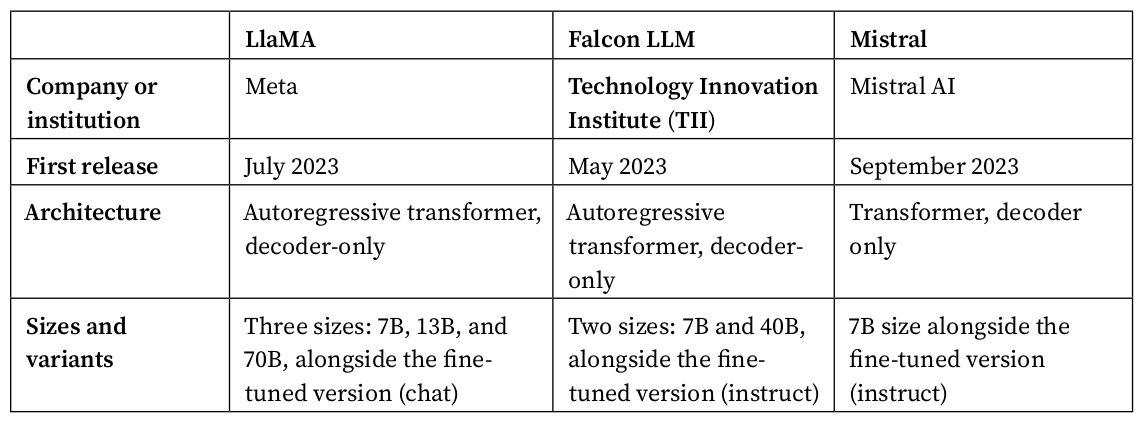 LlaMA Falcon LLM Mistral
Company or institution Meta Technology Innovation Institute (TII) Mistral AI
First release July 2023 May 2023 September 2023
Architecture Autoregressive transformer, decoder-only Autoregressive transformer, decoder-only Transformer, decoder only
Sizes and variants Three sizes: 7B, 13B, and 70B, alongside the fine-tuned version (chat) Two sizes: 7B and 40B, alongside the fine-tuned version (instruct) 7B size alongside the fine-tuned version (instruct)